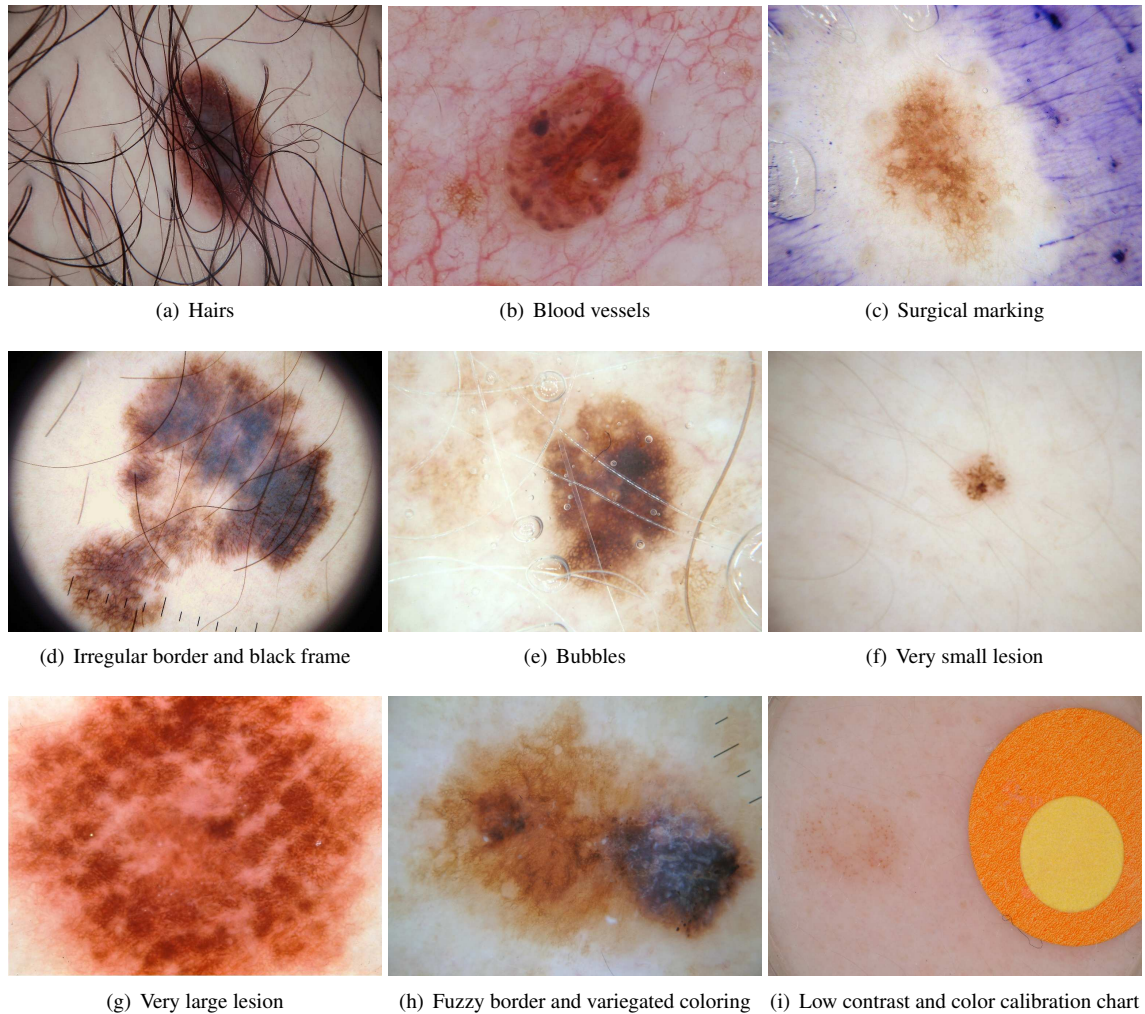 (a) Hairs
(b) Blood vessels
(c) Surgical marking
(d) Irregular border and black frame
(e) Bubbles
(f) Very small lesion
(g) Very large lesion
(h) Fuzzy border and variegated coloring
(i) Low contrast and color calibration chart